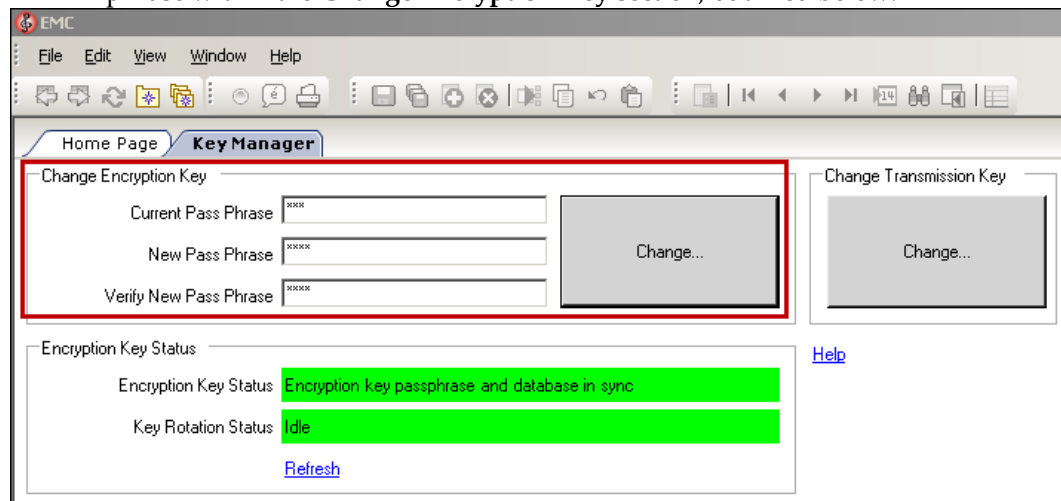 EMC
File Edit View Window Help
Home Page Key Manager
Change Encryption Key
Current Pass Phrase ***
New Pass Phrase ****
Verify New Pass Phrase ****
Change...
Change Transmission Key
Change...
Encryption Key Status
Encryption Key Status Encryption key passphrase and database in sync
Key Rotation Status Idle
Refresh
Help